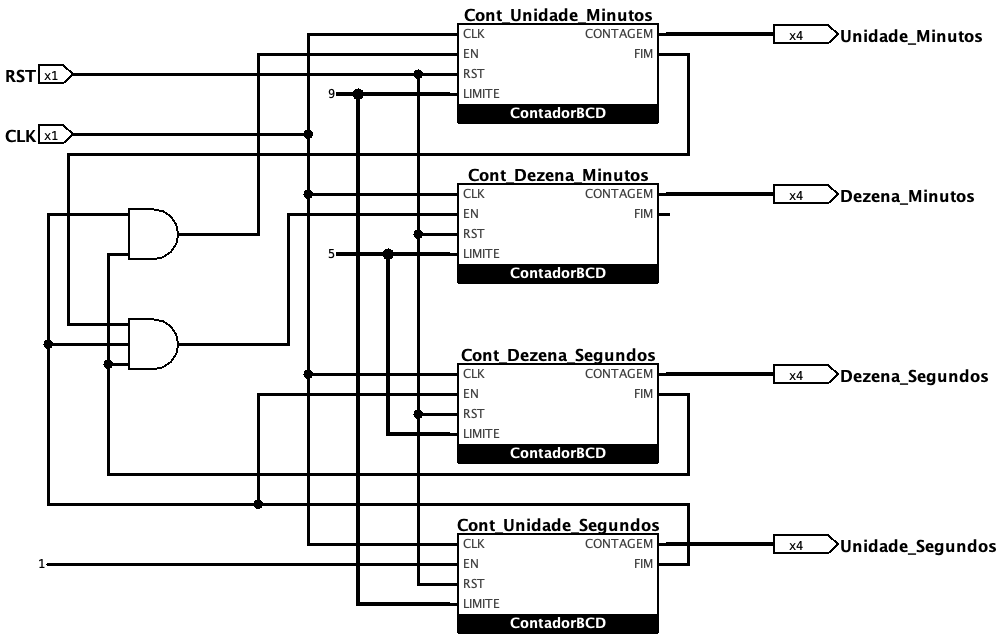 Cont_Unidade_Minutos
CLK CONTAGEM x4 Unidade_Minutos
EN FIM
RST x1 RST
9 LIMITE
ContadorBCD
CLK x1
Cont_Dezena_Minutos
CLK CONTAGEM x4 Dezena_Minutos
EN FIM
RST
5 LIMITE
ContadorBCD
Cont_Dezena_Segundos
CLK CONTAGEM x4 Dezena_Segundos
EN FIM
RST
LIMITE
ContadorBCD
Cont_Unidade_Segundos
CLK CONTAGEM x4 Unidade_Segundos
1 EN FIM
RST
LIMITE
ContadorBCD